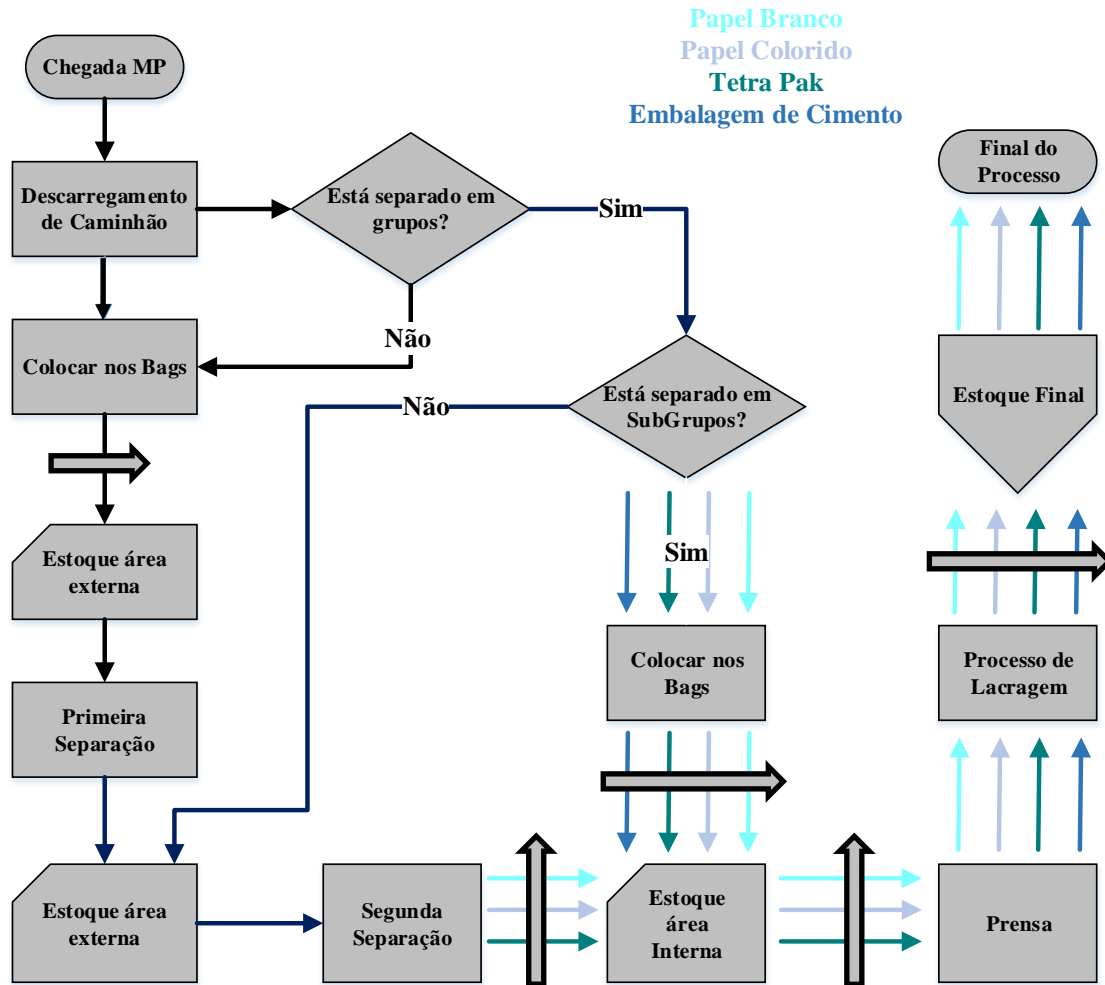 Papel Branco
Papel Colorido
Tetra Pak
Embalagem de Cimento
Chegada MP
Descarregamento
de Caminhão
Está separado em
grupos?
Sim
Final do
Processo
Colocar nos Bags
Não
Está separado em
SubGrupos?
Não
Estoque Final
Sim
Estoque área
externa
Colocar nos
Bags
Processo de
Lacragem
Primeira
Separação
Estoque área
externa
Segunda
Separação
Estoque
área
Interna
Prensa